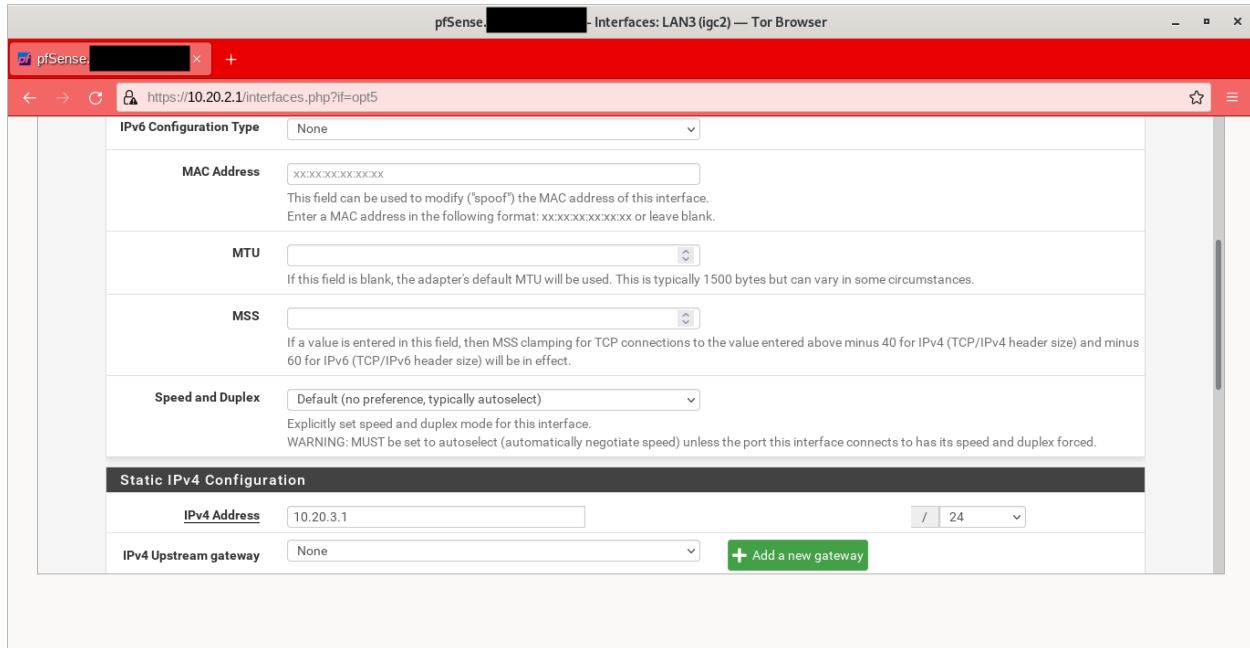 pfSense. - Interfaces: LAN3 (igc2) — Tor Browser
pfSense.
https://10.20.2.1/interfaces.php?if=opt5
IPv6 Configuration Type None
MAC Address xx:xx:xx:xx:xx:xx
This field can be used to modify ("spoof") the MAC address of this interface.
Enter a MAC address in the following format: xx:xx:xx:xx:xx:xx or leave blank.
MTU
If this field is blank, the adapter's default MTU will be used. This is typically 1500 bytes but can vary in some circumstances.
MSS
If a value is entered in this field, then MSS clamping for TCP connections to the value entered above minus 40 for IPv4 (TCP/IPv4 header size) and minus
60 for IPv6 (TCP/IPv6 header size) will be in effect.
Speed and Duplex Default (no preference, typically autoselect)
Explicitly set speed and duplex mode for this interface.
WARNING: MUST be set to autoselect (automatically negotiate speed) unless the port this interface connects to has its speed and duplex forced.
Static IPv4 Configuration
IPv4 Address 10.20.3.1 / 24
IPv4 Upstream gateway None + Add a new gateway